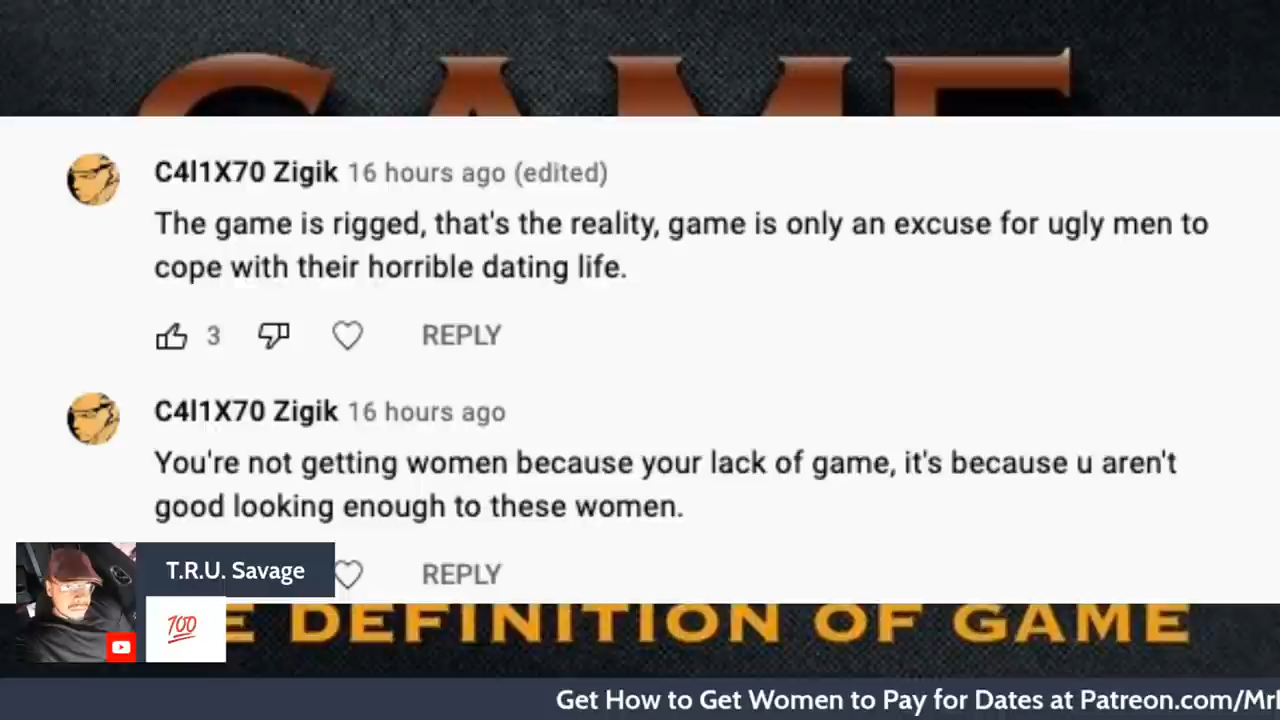 GAME
C4l1X70 Zigik 16 hours ago (edited)
The game is rigged, that's the reality, game is only an excuse for ugly men to
cope with their horrible dating life.
3 REPLY
C4l1X70 Zigik 16 hours ago
You're not getting women because your lack of game, it's because u aren't
good looking enough to these women.
REPLY
T.R.U. Savage
💯
E DEFINITION OF GAME
Get How to Get Women to Pay for Dates at Patreon.com/Mr